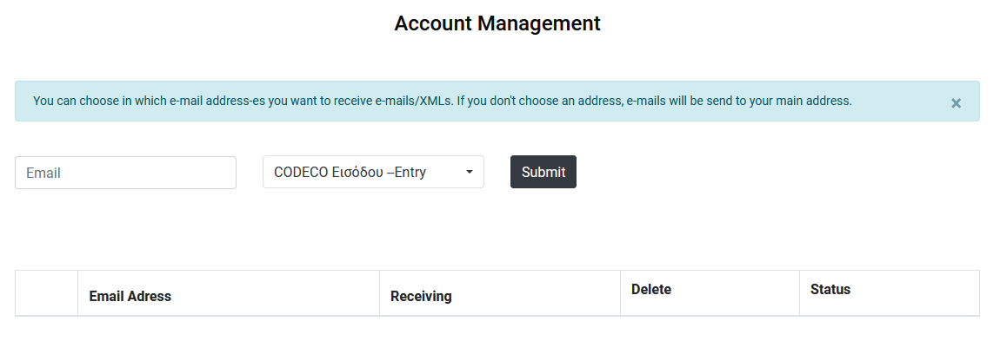 Account Management
You can choose in which e-mail address-es you want to receive e-mails/XMLs. If you don't choose an address, e-mails will be send to your main address.
×
Email
CODECO Εισόδου --Entry
Submit
Email Adress Receiving Delete Status